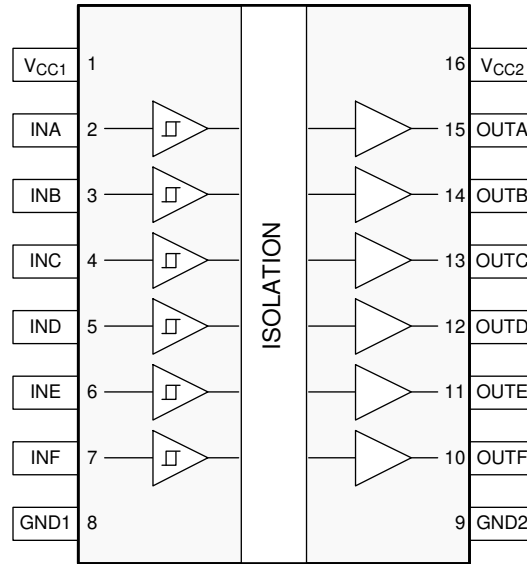 VCC1 1 16 VCC2
INA 2 15 OUTA
INB 3 14 OUTB
INC 4 13 OUTC
IND 5 12 OUTD
INE 6 11 OUTE
INF 7 10 OUTF
GND1 8 9 GND2
ISOLATION